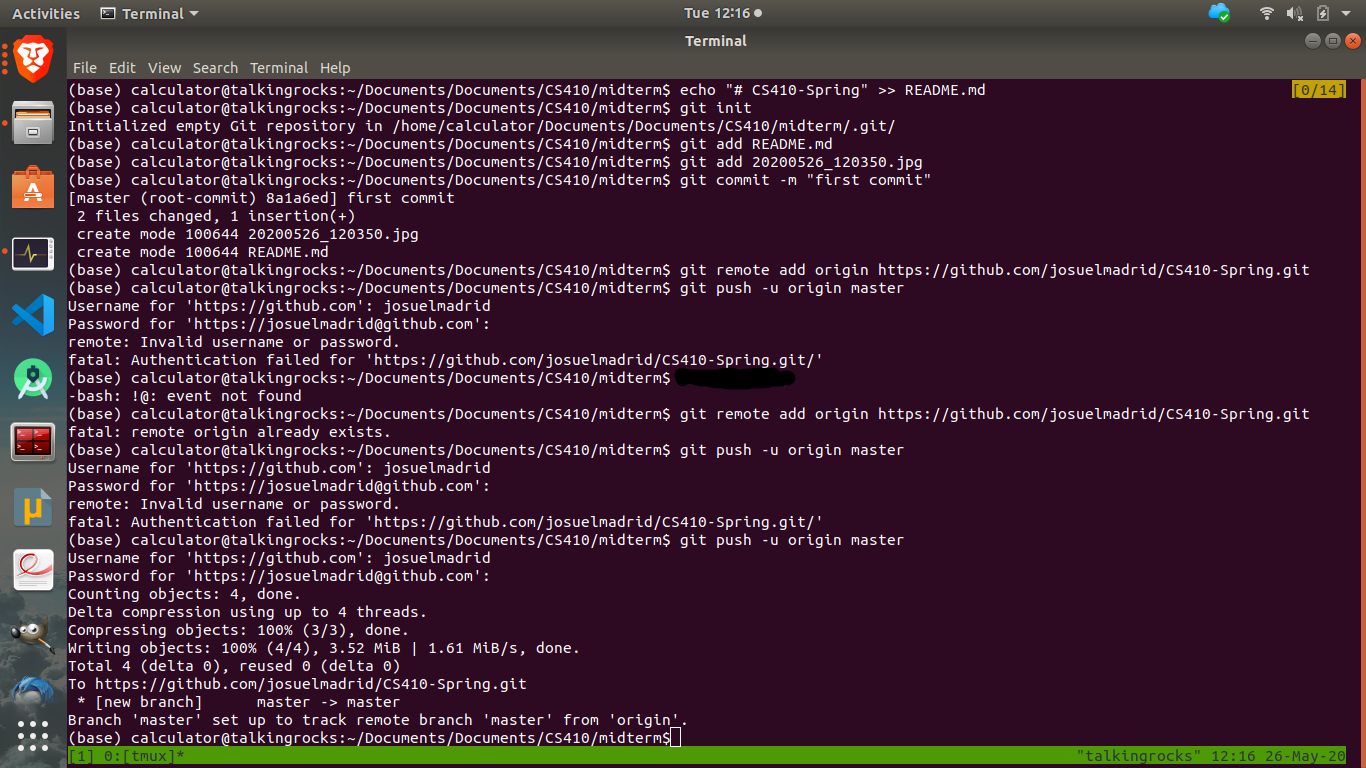 Activities Terminal Tue 12:16
Terminal
File Edit View Search Terminal Help
(base) calculator@talkingrocks:~/Documents/Documents/CS410/midterm$ echo "# CS410-Spring" >> README.md [0/14]
(base) calculator@talkingrocks:~/Documents/Documents/CS410/midterm$ git init
Initialized empty Git repository in /home/calculator/Documents/Documents/CS410/midterm/.git/
(base) calculator@talkingrocks:~/Documents/Documents/CS410/midterm$ git add README.md
(base) calculator@talkingrocks:~/Documents/Documents/CS410/midterm$ git add 20200526_120350.jpg
(base) calculator@talkingrocks:~/Documents/Documents/CS410/midterm$ git commit -m "first commit"
[master (root-commit) 8a1a6ed] first commit
 2 files changed, 1 insertion(+)
 create mode 100644 20200526_120350.jpg
 create mode 100644 README.md
(base) calculator@talkingrocks:~/Documents/Documents/CS410/midterm$ git remote add origin https://github.com/josuelmadrid/CS410-Spring.git
(base) calculator@talkingrocks:~/Documents/Documents/CS410/midterm$ git push -u origin master
Username for 'https://github.com': josuelmadrid
Password for 'https://josuelmadrid@github.com':
remote: Invalid username or password.
fatal: Authentication failed for 'https://github.com/josuelmadrid/CS410-Spring.git/'
(base) calculator@talkingrocks:~/Documents/Documents/CS410/midterm$
-bash: !@: event not found
(base) calculator@talkingrocks:~/Documents/Documents/CS410/midterm$ git remote add origin https://github.com/josuelmadrid/CS410-Spring.git
fatal: remote origin already exists.
(base) calculator@talkingrocks:~/Documents/Documents/CS410/midterm$ git push -u origin master
Username for 'https://github.com': josuelmadrid
Password for 'https://josuelmadrid@github.com':
remote: Invalid username or password.
fatal: Authentication failed for 'https://github.com/josuelmadrid/CS410-Spring.git/'
(base) calculator@talkingrocks:~/Documents/Documents/CS410/midterm$ git push -u origin master
Username for 'https://github.com': josuelmadrid
Password for 'https://josuelmadrid@github.com':
Counting objects: 4, done.
Delta compression using up to 4 threads.
Compressing objects: 100% (3/3), done.
Writing objects: 100% (4/4), 3.52 MiB | 1.61 MiB/s, done.
Total 4 (delta 0), reused 0 (delta 0)
To https://github.com/josuelmadrid/CS410-Spring.git
 * [new branch]      master -> master
Branch 'master' set up to track remote branch 'master' from 'origin'.
(base) calculator@talkingrocks:~/Documents/Documents/CS410/midterm$
[1] 0:[tmux]* "talkingrocks" 12:16 26-May-20